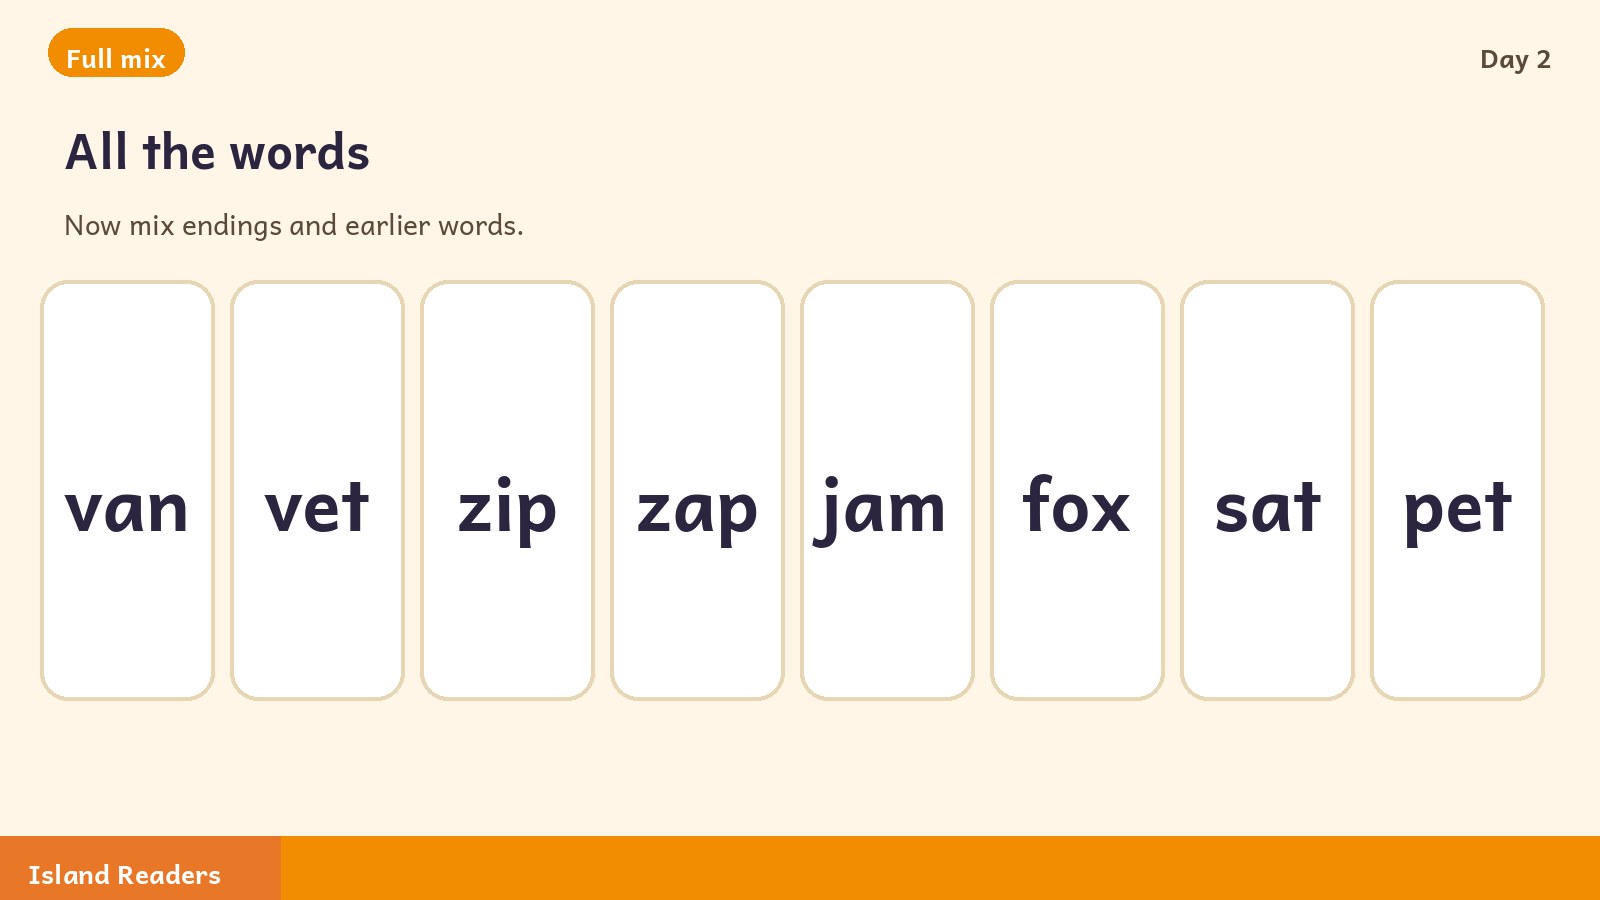 Full mix
Day 2
All the words
Now mix endings and earlier words.
van vet zip zap jam fox sat pet
Island Readers